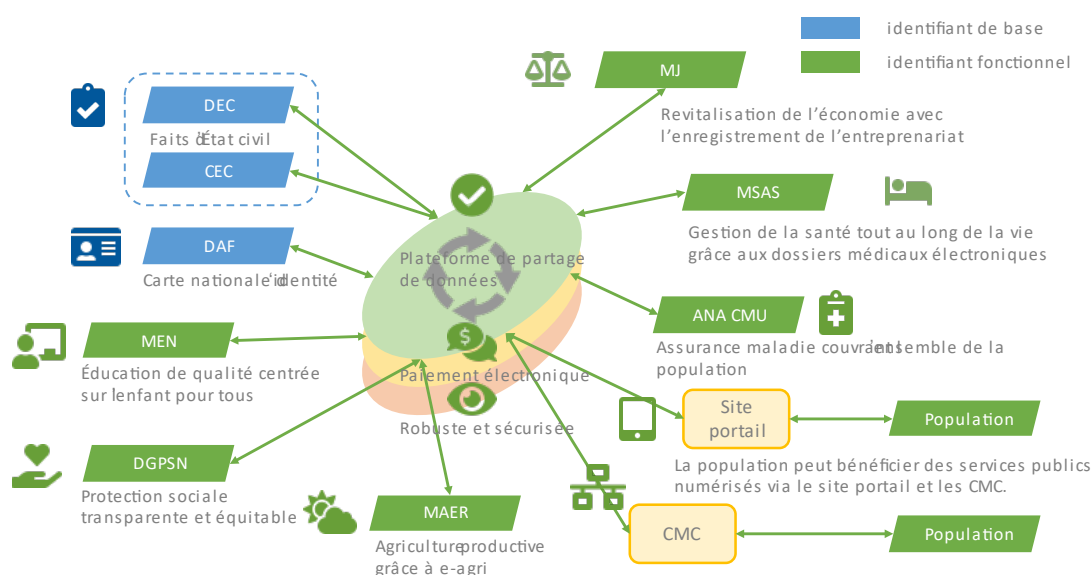 identifiant de base
identifiant fonctionnel
MJ
Revitalisation de l'économie avec
l'enregistrement de l'entreprenariat
DEC
Faits d'État civil
CEC
MSAS
Gestion de la santé tout au long de la vie
grâce aux dossiers médicaux électroniques
DAF
Carte nationale d'identité
Plateforme de partage
de données
ANA CMU
Assurance maladie couvrant l'ensemble de la
population
MEN
Éducation de qualité centrée
sur lenfant pour tous
Paiement électronique
Robuste et sécurisée
Site
portail
Population
La population peut bénéficier des services publics
numérisés via le site portail et les CMC.
DGPSN
Protection sociale
transparente et équitable
MAER
Agriculture productive
grâce à e-agri
CMC
Population